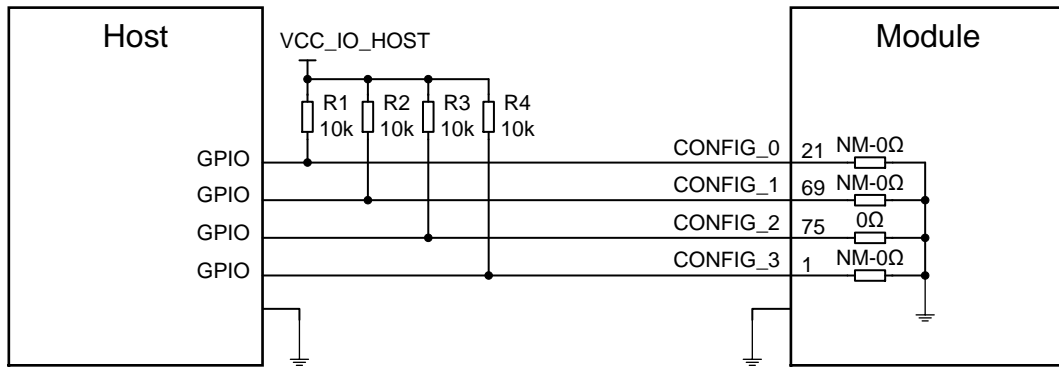 Host
Module
VCC_IO_HOST
R1 R2 R3 R4
10k 10k 10k 10k
GPIO CONFIG_0 21 NM-0Ω
GPIO CONFIG_1 69 NM-0Ω
GPIO CONFIG_2 75 0Ω
GPIO CONFIG_3 1 NM-0Ω